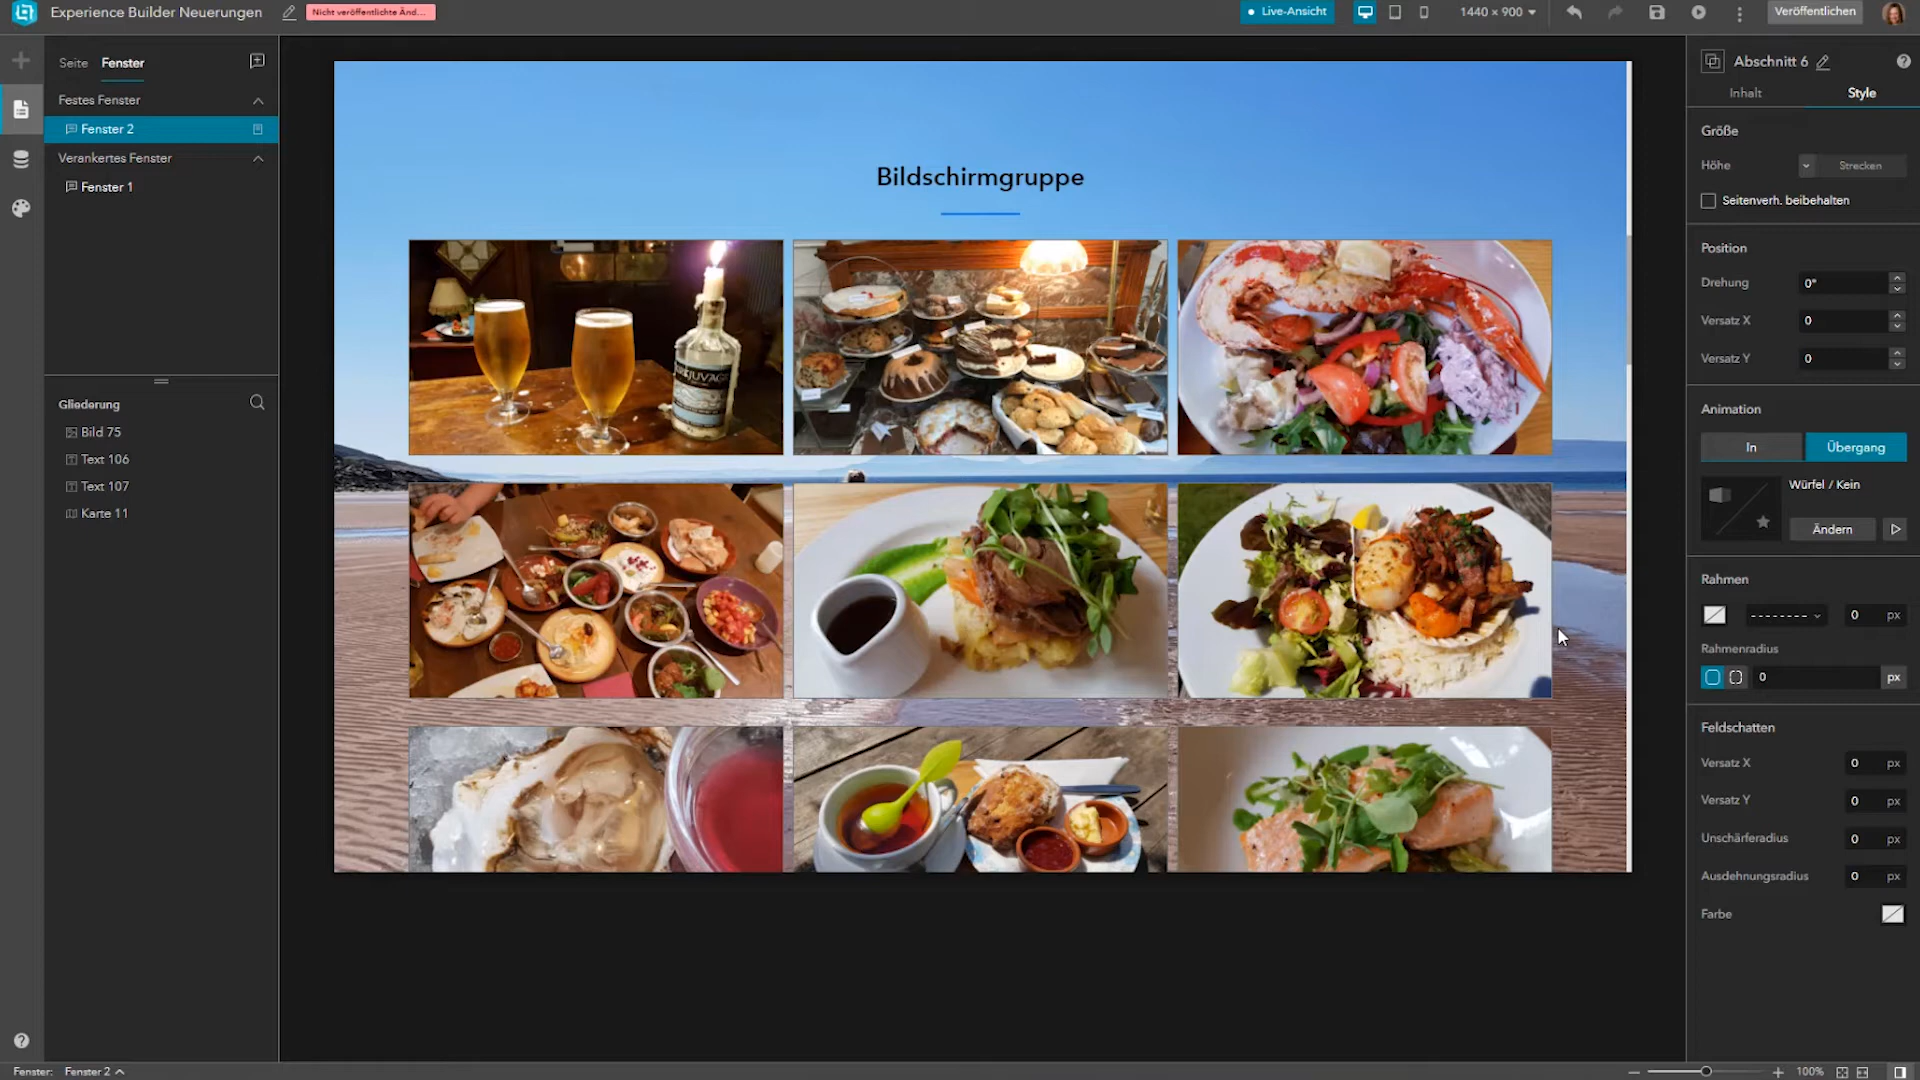 Experience Builder Neuerungen
Nicht veröffentlichte Änd...
Live-Ansicht
1440 × 900
Veröffentlichen
Seite
Fenster
Festes Fenster
Fenster 2
Verankertes Fenster
Fenster 1
Gliederung
Bild 75
Text 106
Text 107
Karte 11
Bildschirmgruppe
Abschnitt 6
Inhalt
Style
Größe
Höhe
Strecken
Seitenverh. beibehalten
Position
Drehung
0°
Versatz X
0
Versatz Y
0
Animation
In
Übergang
Würfel / Kein
Ändern
Rahmen
0 px
Rahmenradius
0 px
Feldschatten
Versatz X
0 px
Versatz Y
0 px
Unschärferadius
0 px
Ausdehnungsradius
0 px
Farbe
Fenster: Fenster 2
100%